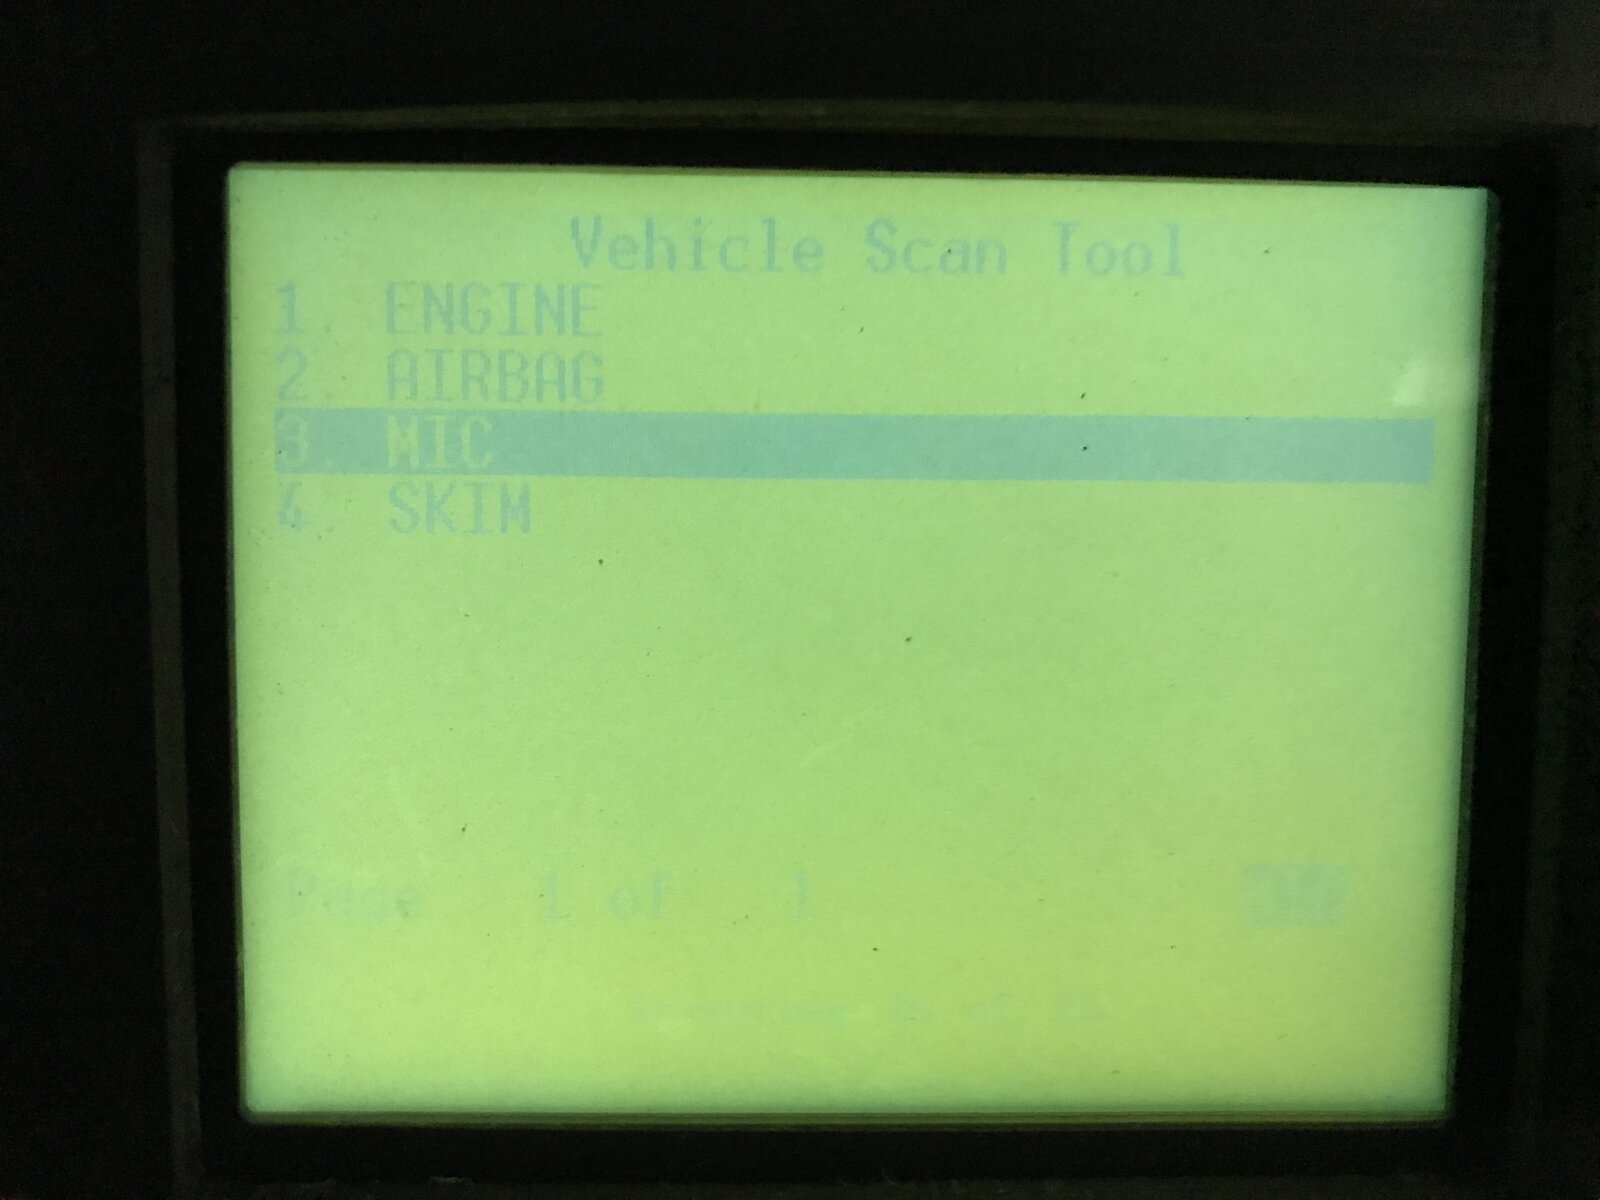 Vehicle Scan Tool
1. ENGINE
2. AIRBAG
3. MIC
4. SKIM
Page 1 of 1